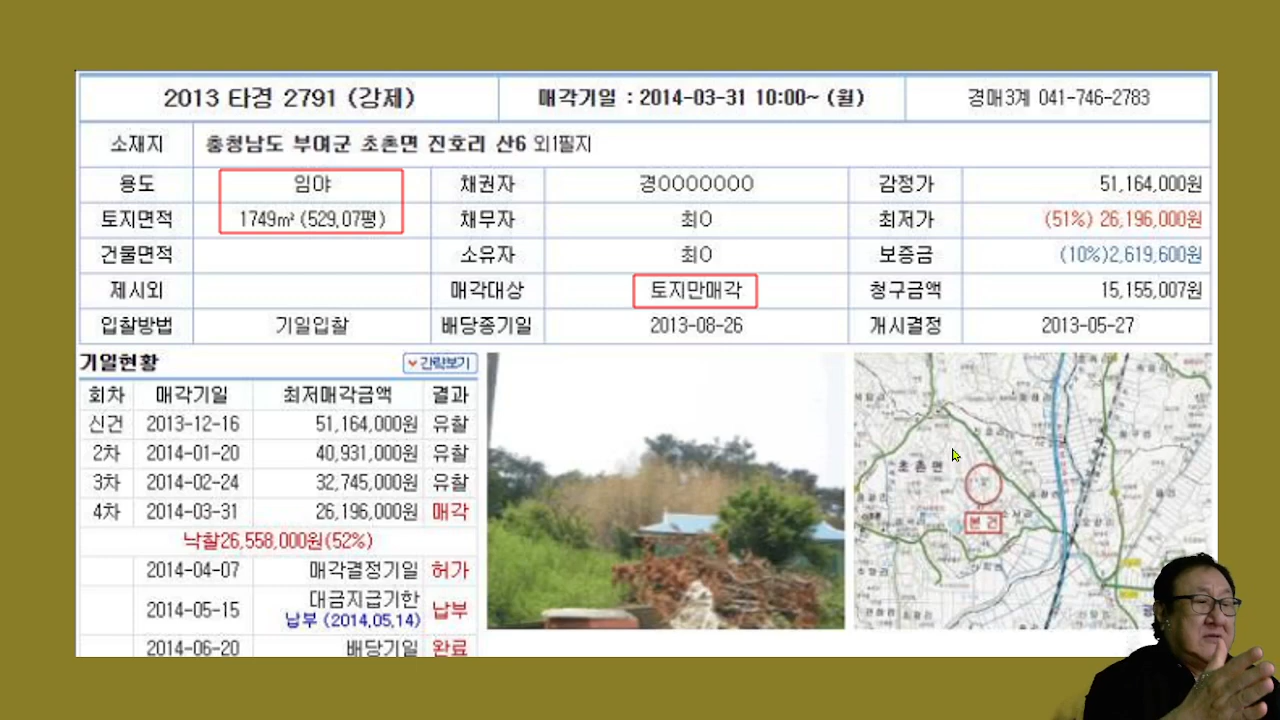 2013 타경 2791 (강제) 매각기일 : 2014-03-31 10:00~ (월) 경매3계 041-746-2783
소재지 충청남도 부여군 초촌면 진호리 산6 외1필지
용도 임야 채권자 경0000000 감정가 51,164,000원
토지면적 1749㎡ (529,07평) 채무자 최O 최저가 (51%) 26,196,000원
건물면적 소유자 최O 보증금 (10%)2,619,600원
제시외 매각대상 토지만매각 청구금액 15,155,007원
입찰방법 기일입찰 배당종기일 2013-08-26 개시결정 2013-05-27
기일현황 간략보기
회차 매각기일 최저매각금액 결과
신건 2013-12-16 51,164,000원 유찰
2차 2014-01-20 40,931,000원 유찰
3차 2014-02-24 32,745,000원 유찰
4차 2014-03-31 26,196,000원 매각
낙찰26,558,000원(52%)
2014-04-07 매각결정기일 허가
2014-05-15 대금지급기한 납부
납부 (2014,05,14)
2014-06-20 배당기일 완료
초촌면
본 건